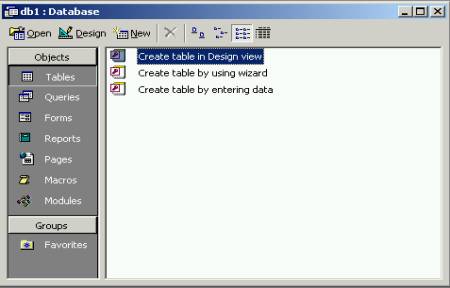 db1 : Database
Open Design New
Objects
Tables
Queries
Forms
Reports
Pages
Macros
Modules
Groups
Favorites
Create table in Design view
Create table by using wizard
Create table by entering data